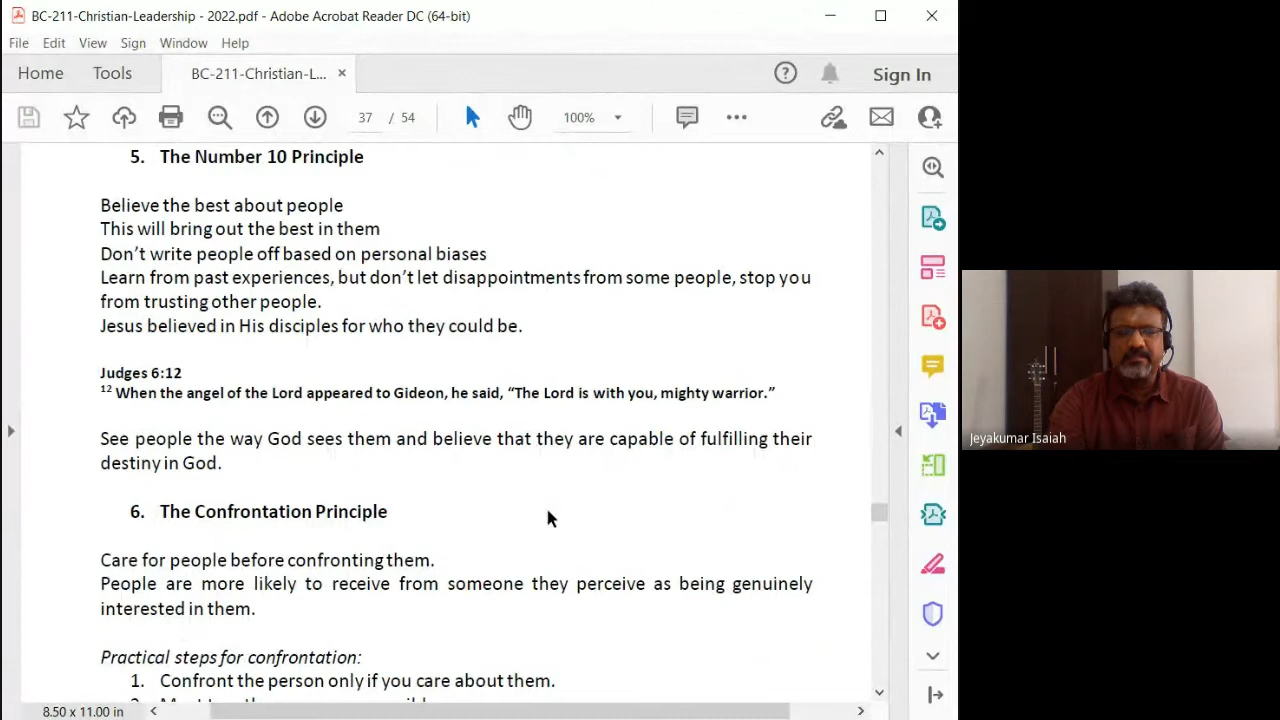 BC-211-Christian-Leadership - 2022.pdf - Adobe Acrobat Reader DC (64-bit)
File Edit View Sign Window Help
Home Tools BC-211-Christian-L... × Sign In
37 / 54 100%
5. The Number 10 Principle
Believe the best about people
This will bring out the best in them
Don’t write people off based on personal biases
Learn from past experiences, but don’t let disappointments from some people, stop you
from trusting other people.
Jesus believed in His disciples for who they could be.
Judges 6:12
12 When the angel of the Lord appeared to Gideon, he said, “The Lord is with you, mighty warrior.”
See people the way God sees them and believe that they are capable of fulfilling their
destiny in God.
6. The Confrontation Principle
Care for people before confronting them.
People are more likely to receive from someone they perceive as being genuinely
interested in them.
Practical steps for confrontation:
1. Confront the person only if you care about them.
8.50 x 11.00 in
Jeyakumar Isaiah